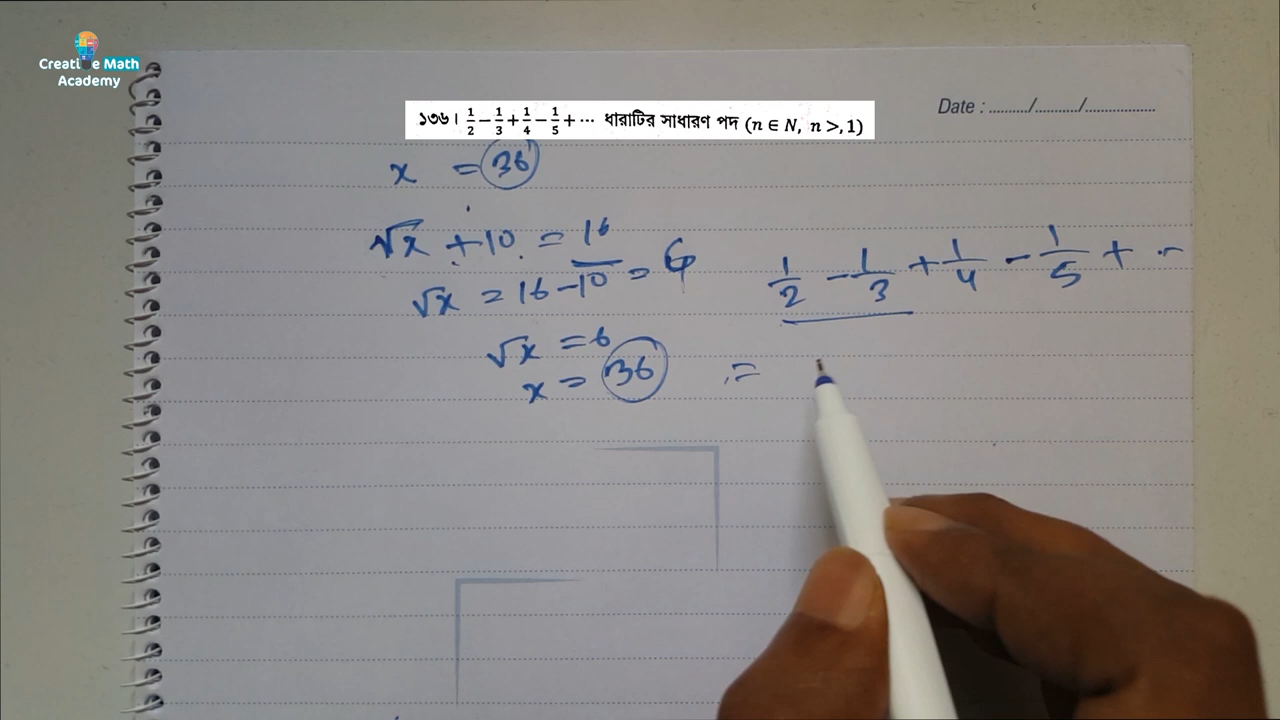 Creative Math
Academy
Date : ........../.........../................
১৩৬। 1/2 − 1/3 + 1/4 − 1/5 + ⋯ ধারাটির সাধারণ পদ (n ∈ N, n >, 1)
x = 36
√x + 10 = 16
√x = 16 − 10 = 6
√x = 6
x = 36
1/2 − 1/3 + 1/4 − 1/5 + ...
=